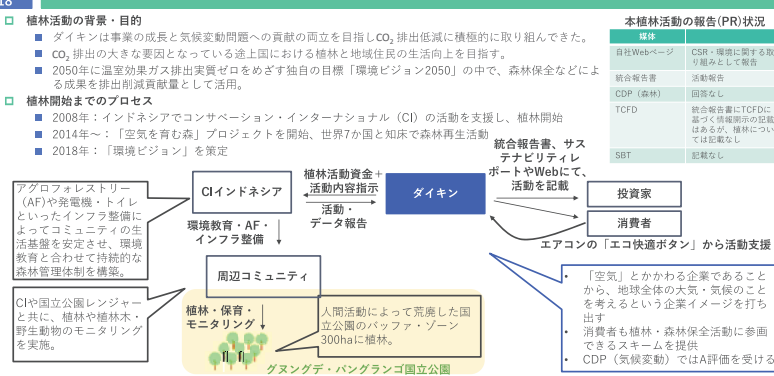 18
植林活動の背景・目的
ダイキンは事業の成長と気候変動問題への貢献の両立を目指しCO₂ 排出低減に積極的に取り組んできた。
CO₂ 排出の大きな要因となっている途上国における植林と地域住民の生活向上を目指す。
2050年に温室効果ガス排出実質ゼロをめざす独自の目標「環境ビジョン2050」の中で、森林保全などによ
る成果を排出削減貢献量として活用。
植林開始までのプロセス
2008年：インドネシアでコンサベーション・インターナショナル（CI）の活動を支援し、植林開始
2014年～：「空気を育む森」プロジェクトを開始、世界7か国と知床で森林再生活動
2018年：「環境ビジョン」を策定
本植林活動の報告(PR)状況
媒体
自社Webページ
CSR・環境に関する取
り組みとして報告
統合報告書
活動報告
CDP（森林）
回答なし
TCFD
統合報告書にTCFDに
基づく情報開示の記載
はあるが、植林につい
ては記載なし
SBT
記載なし
アグロフォレストリー
（AF)や発電機・トイレ
といったインフラ整備に
よってコミュニティの生
活基盤を安定させ、環境
教育と合わせて持続的な
森林管理体制を構築。
CIや国立公園レンジャー
と共に、植林や植林木・
野生動物のモニタリング
を実施。
CIインドネシア
植林活動資金＋
活動内容指示
活動・
データ報告
ダイキン
統合報告書、サス
テナビリティレ
ポートやWebにて、
活動を記載
投資家
消費者
エアコンの「エコ快適ボタン」から活動支援
環境教育・AF・
インフラ整備
周辺コミュニティ
植林・保育・
モニタリング
人間活動によって荒廃した国
立公園のバッファ・ゾーン
300haに植林。
グヌングデ・パングランゴ国立公園
「空気」とかかわる企業であること
から、地球全体の大気・気候のこと
を考えるという企業イメージを打ち
出す
消費者も植林・森林保全活動に参画
できるスキームを提供
CDP（気候変動）ではA評価を受ける